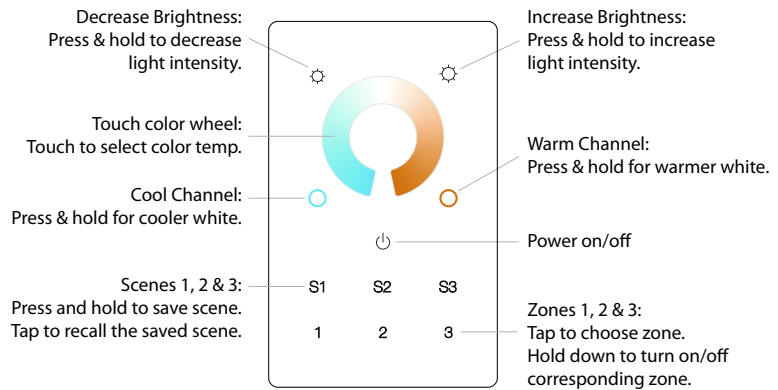 Decrease Brightness:
Press & hold to decrease
light intensity.
Increase Brightness:
Press & hold to increase
light intensity.
Touch color wheel:
Touch to select color temp.
Warm Channel:
Press & hold for warmer white.
Cool Channel:
Press & hold for cooler white.
Power on/off
Scenes 1, 2 & 3:
Press and hold to save scene.
Tap to recall the saved scene.
S1 S2 S3
1 2 3
Zones 1, 2 & 3:
Tap to choose zone.
Hold down to turn on/off
corresponding zone.